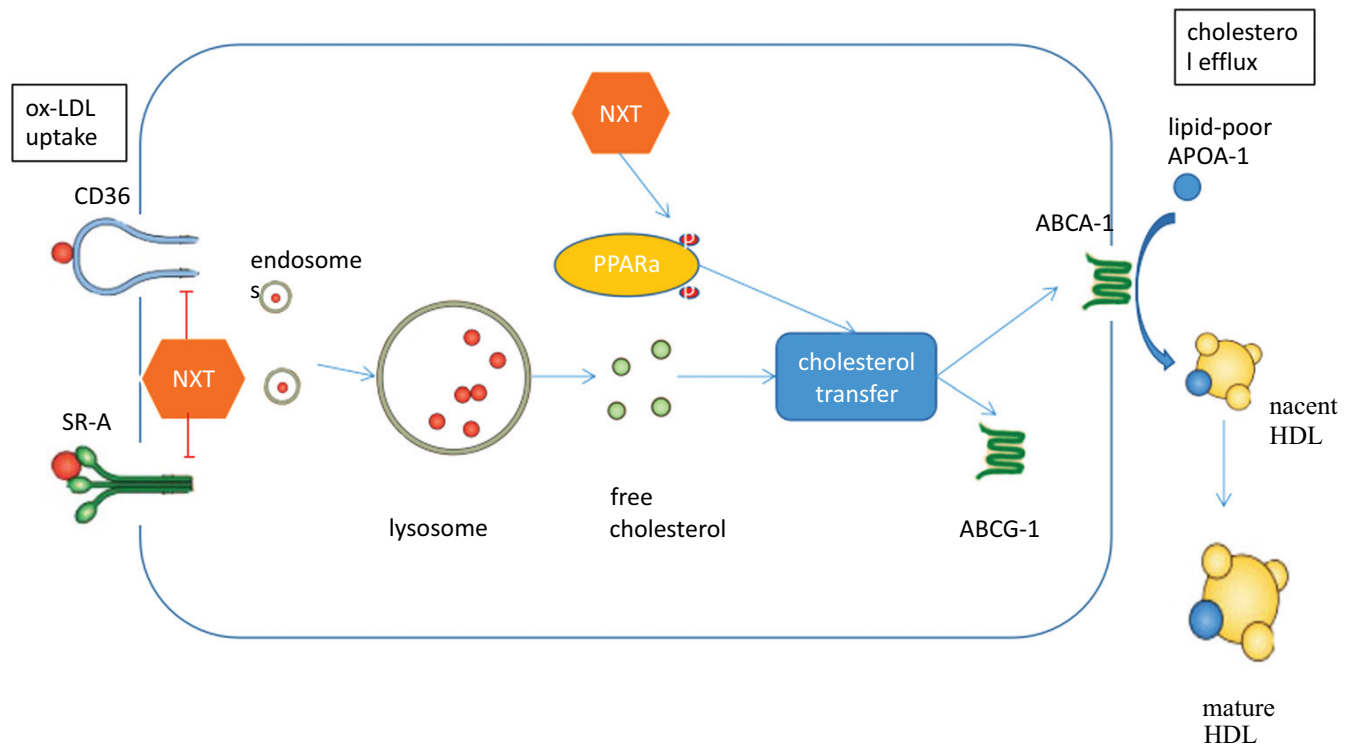 ox-LDL
uptake
CD36
NXT
SR-A
endosome
s
lysosome
NXT
PPARa
P
P
free
cholesterol
cholesterol
transfer
ABCA-1
ABCG-1
cholestero
l efflux
lipid-poor
APOA-1
nacent
HDL
mature
HDL